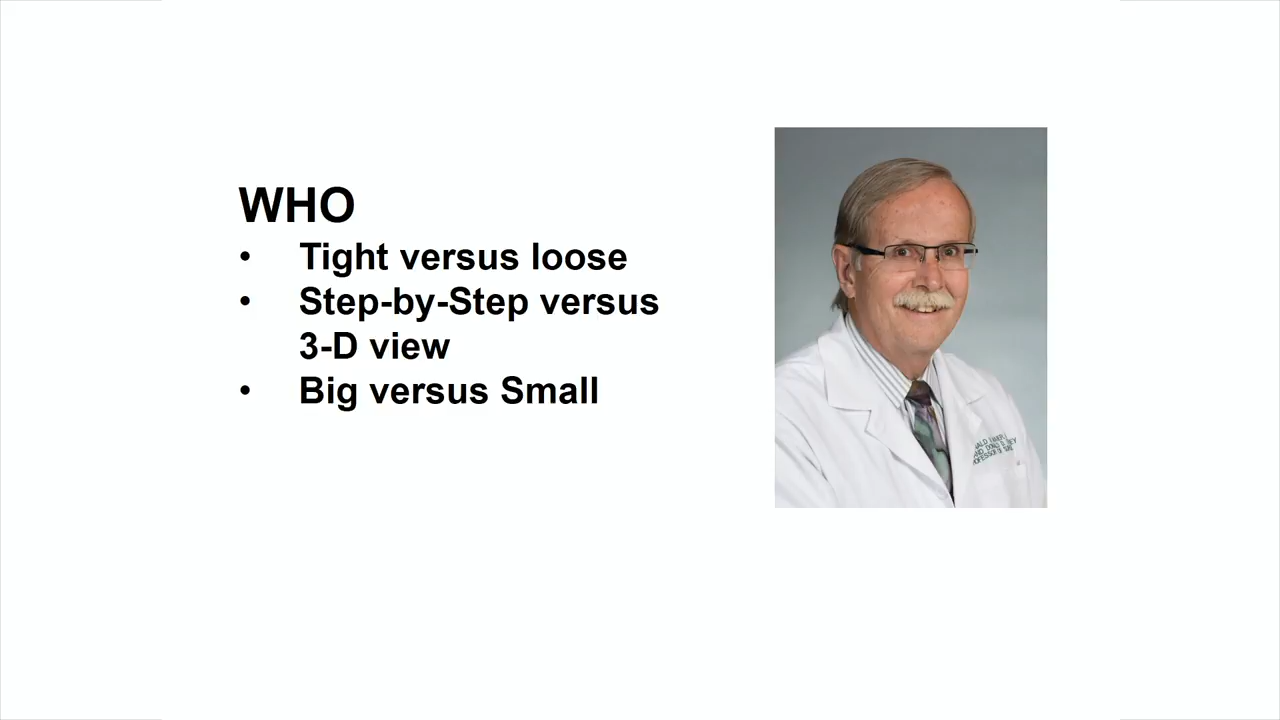 WHO
• Tight versus loose
• Step-by-Step versus
3-D view
• Big versus Small